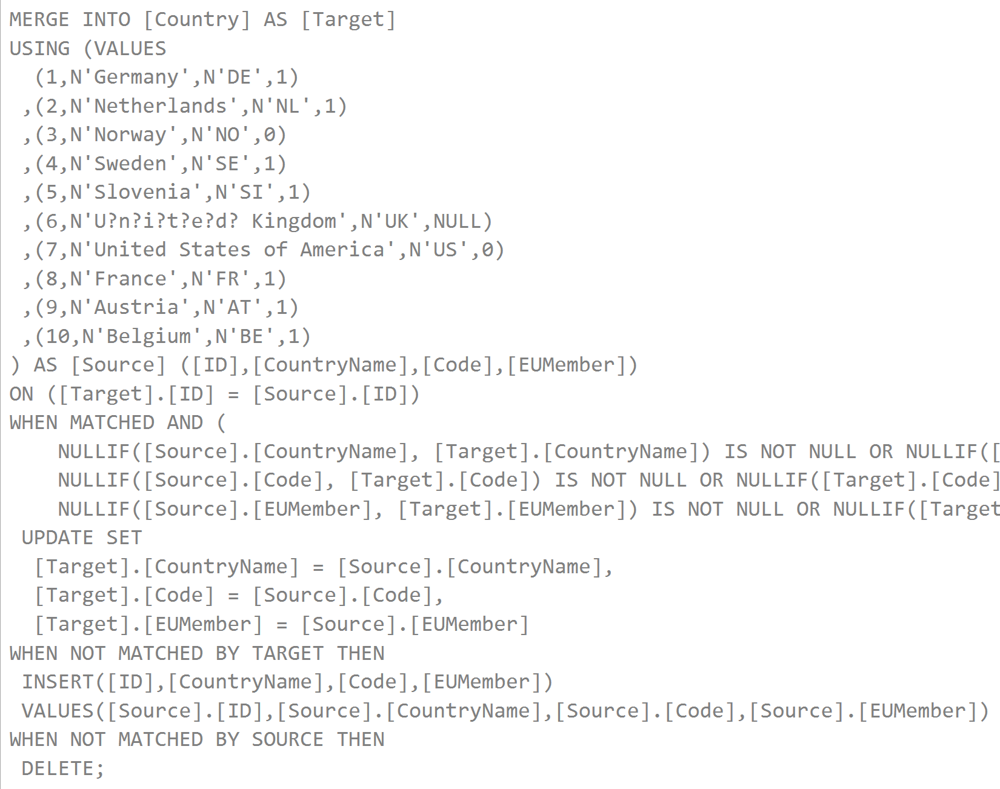 MERGE INTO [Country] AS [Target]
USING (VALUES
  (1,N'Germany',N'DE',1)
 ,(2,N'Netherlands',N'NL',1)
 ,(3,N'Norway',N'NO',0)
 ,(4,N'Sweden',N'SE',1)
 ,(5,N'Slovenia',N'SI',1)
 ,(6,N'U?n?i?t?e?d? Kingdom',N'UK',NULL)
 ,(7,N'United States of America',N'US',0)
 ,(8,N'France',N'FR',1)
 ,(9,N'Austria',N'AT',1)
 ,(10,N'Belgium',N'BE',1)
) AS [Source] ([ID],[CountryName],[Code],[EUMember])
ON ([Target].[ID] = [Source].[ID])
WHEN MATCHED AND (
    NULLIF([Source].[CountryName], [Target].[CountryName]) IS NOT NULL OR NULLIF([
    NULLIF([Source].[Code], [Target].[Code]) IS NOT NULL OR NULLIF([Target].[Code]
    NULLIF([Source].[EUMember], [Target].[EUMember]) IS NOT NULL OR NULLIF([Target
 UPDATE SET
  [Target].[CountryName] = [Source].[CountryName],
  [Target].[Code] = [Source].[Code],
  [Target].[EUMember] = [Source].[EUMember]
WHEN NOT MATCHED BY TARGET THEN
 INSERT([ID],[CountryName],[Code],[EUMember])
 VALUES([Source].[ID],[Source].[CountryName],[Source].[Code],[Source].[EUMember])
WHEN NOT MATCHED BY SOURCE THEN
 DELETE;